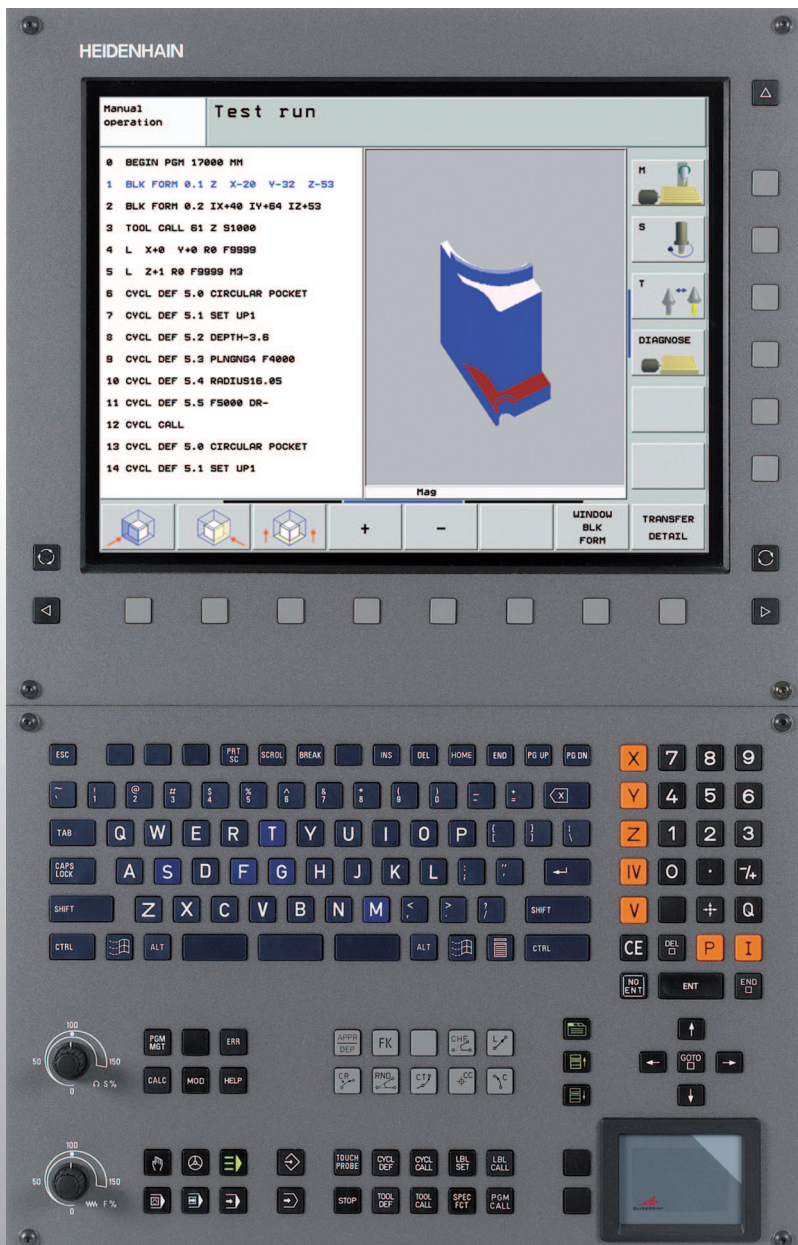 HEIDENHAIN
Manual operation
Test run
0 BEGIN PGM 17000 MM
1 BLK FORM 0.1 Z X-20 Y-32 Z-53
2 BLK FORM 0.2 IX+40 IY+64 IZ+53
3 TOOL CALL 61 Z S1000
4 L X+0 Y+0 R0 F9999
5 L Z+1 R0 F9999 M3
6 CYCL DEF 5.0 CIRCULAR POCKET
7 CYCL DEF 5.1 SET UP1
8 CYCL DEF 5.2 DEPTH-3.6
9 CYCL DEF 5.3 PLNGNG4 F4000
10 CYCL DEF 5.4 RADIUS16.05
11 CYCL DEF 5.5 F5000 DR-
12 CYCL CALL
13 CYCL DEF 5.0 CIRCULAR POCKET
14 CYCL DEF 5.1 SET UP1
M
S
T
DIAGNOSE
Mag
+
-
WINDOW BLK FORM
TRANSFER DETAIL
ESC PRT SC SCROL BREAK INS DEL HOME END PG UP PG DN
X 7 8 9
~ ` ! 1 @ 2 # 3 $ 4 % 5 ^ 6 & 7 * 8 ( 9 ) 0 _ - + = X
Y 4 5 6
TAB Q W E R T Y U I O P { [ } ] | \
Z 1 2 3
CAPS LOCK A S D F G H J K L : ; " '
IV 0 . -/+
SHIFT Z X C V B N M < , > . ? / SHIFT
V Q
CTRL ALT ALT CTRL
CE DEL P I
NO ENT ENT END
100
50 150
0
S %
PGM MGT ERR
CALC MOD HELP
APPR DEP FK CHF L
CR RND CT CC C
GOTO
100
50 150
0
F %
TOUCH PROBE CYCL DEF CYCL CALL LBL SET LBL CALL
STOP TOOL DEF TOOL CALL SPEC FCT PGM CALL